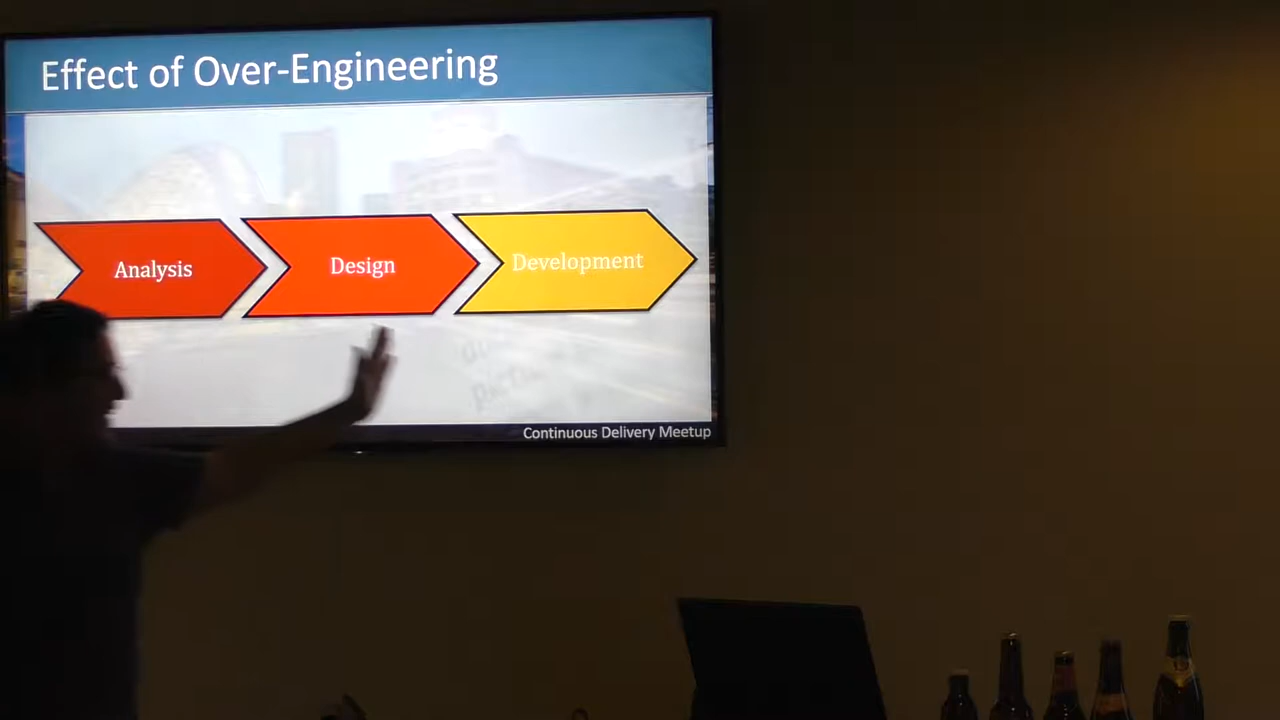 Effect of Over-Engineering
Analysis
Design
Development
Continuous Delivery Meetup